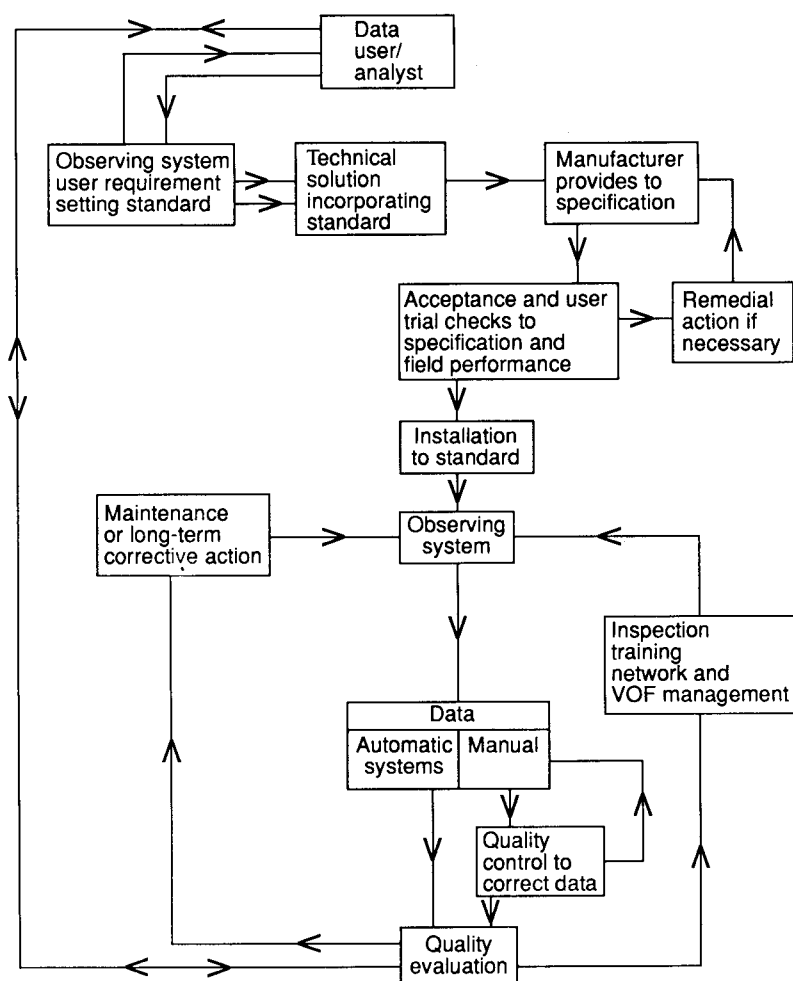 Data
user/
analyst
Observing system
user requirement
setting standard
Technical
solution
incorporating
standard
Manufacturer
provides to
specification
Acceptance and user
trial checks to
specification and
field performance
Remedial
action if
necessary
Installation
to standard
Maintenance
or long-term
corrective action
Observing
system
Inspection
training
network and
VOF management
Data
Automatic
systems
Manual
Quality
control to
correct data
Quality
evaluation